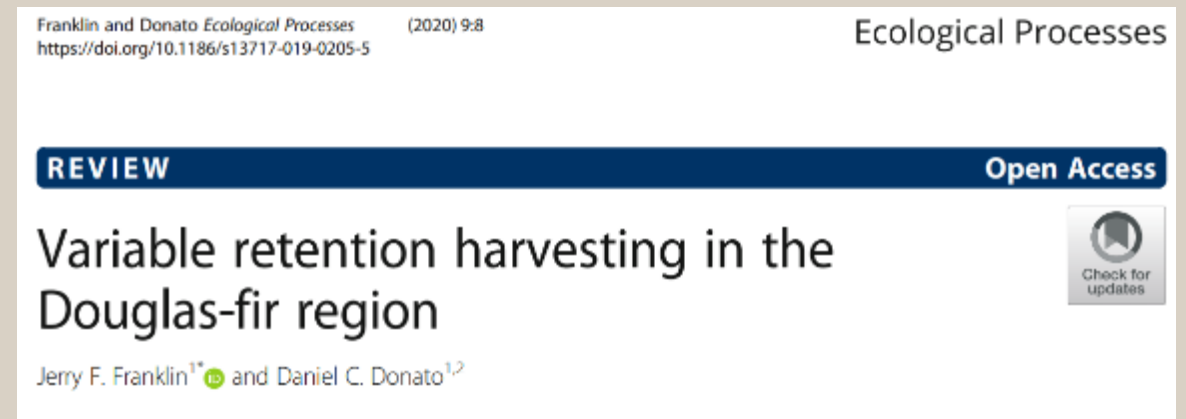 Franklin and Donato Ecological Processes (2020) 9:8
https://doi.org/10.1186/s13717-019-0205-5
Ecological Processes
REVIEW
Open Access
Variable retention harvesting in the
Douglas-fir region
Check for
updates
Jerry F. Franklin1* iD and Daniel C. Donato1,2